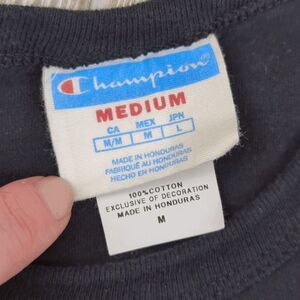 Champion®
MEDIUM
CA MEX JPN
M/M M L
MADE IN HONDURAS
FABRIQUÉ AU HONDURAS
HECHO EN HONDURAS
100%COTTON
EXCLUSIVE OF DECORATION
MADE IN HONDURAS
M